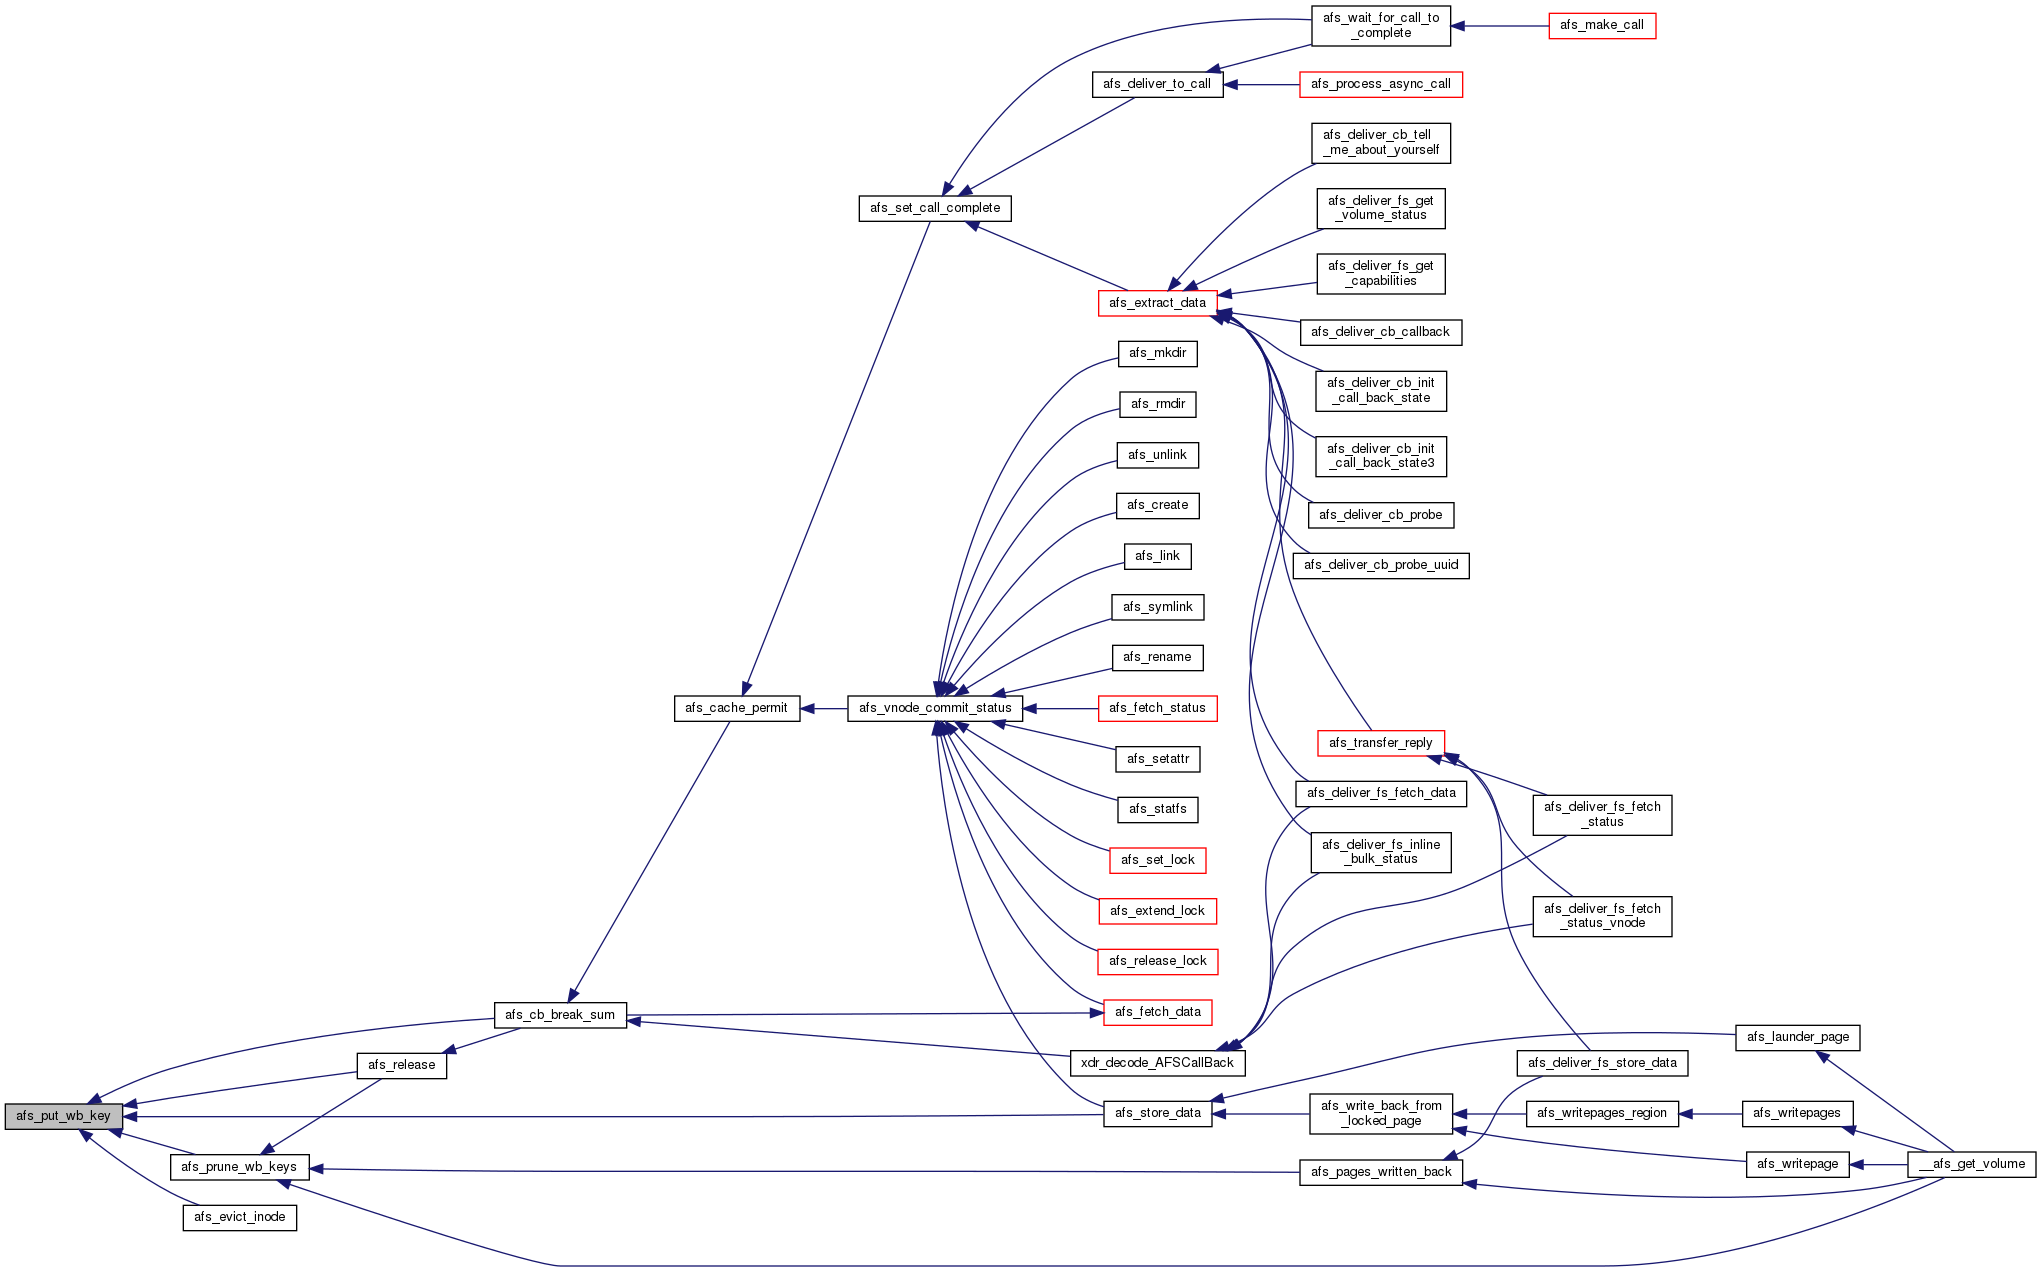 afs_wait_for_call_to
_complete
afs_make_call
afs_deliver_to_call
afs_process_async_call
afs_deliver_cb_tell
_me_about_yourself
afs_set_call_complete
afs_deliver_fs_get
_volume_status
afs_deliver_fs_get
_capabilities
afs_extract_data
afs_deliver_cb_callback
afs_mkdir
afs_deliver_cb_init
_call_back_state
afs_rmdir
afs_unlink
afs_deliver_cb_init
_call_back_state3
afs_create
afs_deliver_cb_probe
afs_link
afs_deliver_cb_probe_uuid
afs_symlink
afs_rename
afs_cache_permit
afs_vnode_commit_status
afs_fetch_status
afs_transfer_reply
afs_setattr
afs_deliver_fs_fetch_data
afs_statfs
afs_deliver_fs_fetch
_status
afs_set_lock
afs_deliver_fs_inline
_bulk_status
afs_extend_lock
afs_deliver_fs_fetch
_status_vnode
afs_release_lock
afs_cb_break_sum
afs_fetch_data
afs_launder_page
afs_release
xdr_decode_AFSCallBack
afs_deliver_fs_store_data
afs_put_wb_key
afs_store_data
afs_write_back_from
_locked_page
afs_writepages_region
afs_writepages
afs_prune_wb_keys
afs_pages_written_back
afs_writepage
__afs_get_volume
afs_evict_inode